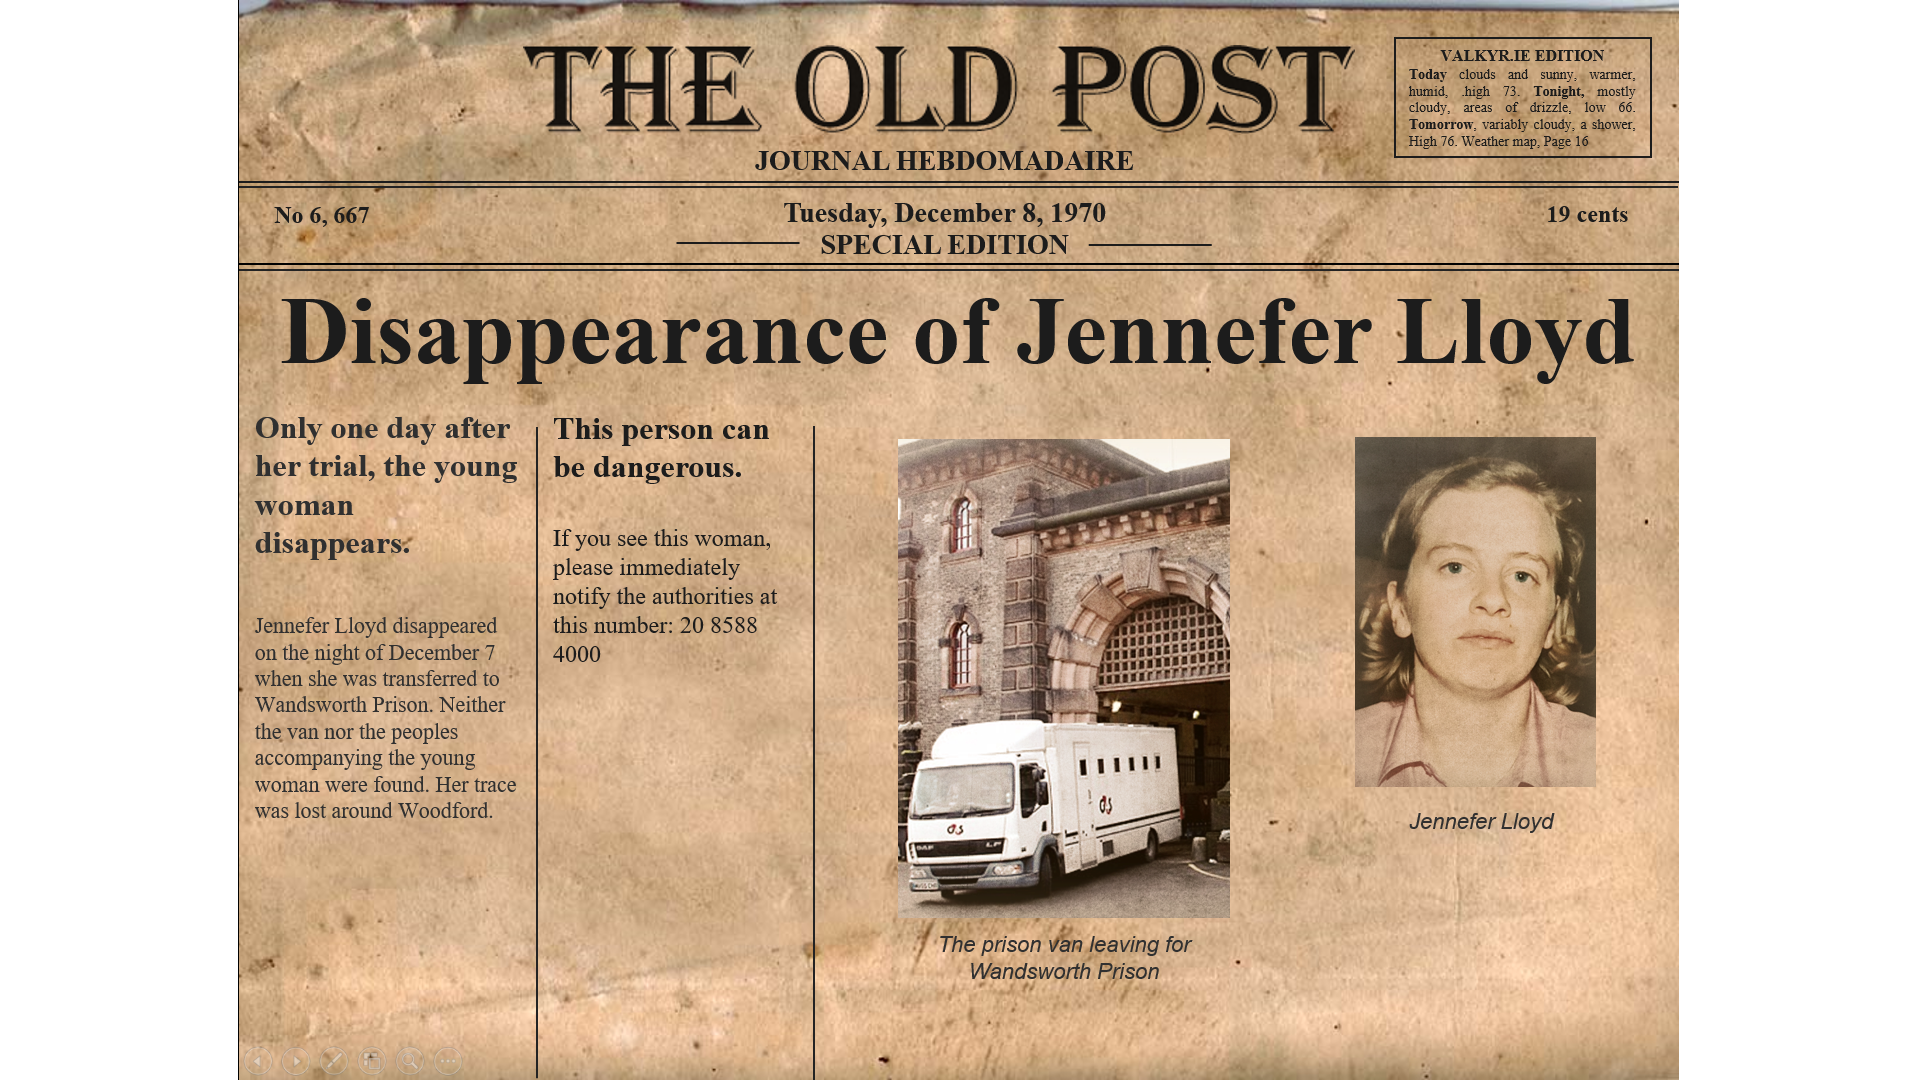 THE OLD POST
JOURNAL HEBDOMADAIRE
VALKYR.IE EDITION
Today clouds and sunny, warmer,
humid, .high 73. Tonight, mostly
cloudy, areas of drizzle, low 66.
Tomorrow, variably cloudy, a shower,
High 76. Weather map, Page 16
No 6, 667
Tuesday, December 8, 1970
SPECIAL EDITION
19 cents
Disappearance of Jennefer Lloyd
Only one day after
her trial, the young
woman
disappears.
Jennefer Lloyd disappeared
on the night of December 7
when she was transferred to
Wandsworth Prison. Neither
the van nor the peoples
accompanying the young
woman were found. Her trace
was lost around Woodford.
This person can
be dangerous.
If you see this woman,
please immediately
notify the authorities at
this number: 20 8588
4000
G4S
G4S
DAF
LF
The prison van leaving for
Wandsworth Prison
Jennefer Lloyd